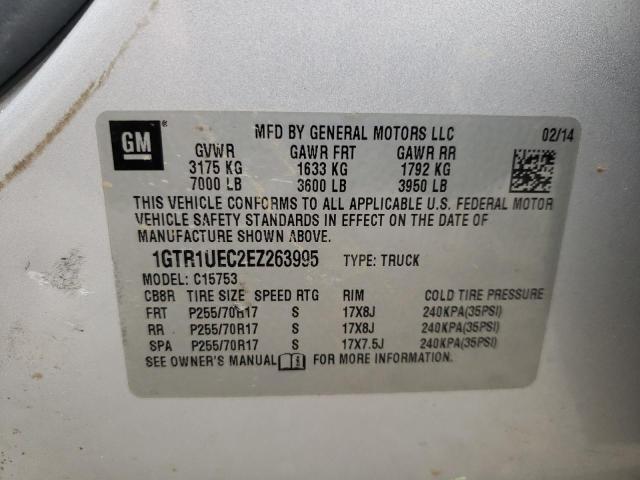 GM ®
MFD BY GENERAL MOTORS LLC 02/14
GVWR GAWR FRT GAWR RR
3175 KG 1633 KG 1792 KG
7000 LB 3600 LB 3950 LB
THIS VEHICLE CONFORMS TO ALL APPLICABLE U.S. FEDERAL MOTOR
VEHICLE SAFETY STANDARDS IN EFFECT ON THE DATE OF
MANUFACTURE SHOWN ABOVE.
1GTR1UEC2EZ263995 TYPE: TRUCK
MODEL: C15753
CB8R TIRE SIZE SPEED RTG RIM COLD TIRE PRESSURE
FRT P255/70R17 S 17X8J 240KPA(35PSI)
RR P255/70R17 S 17X8J 240KPA(35PSI)
SPA P255/70R17 S 17X7.5J 240KPA(35PSI)
SEE OWNER'S MANUAL FOR MORE INFORMATION.